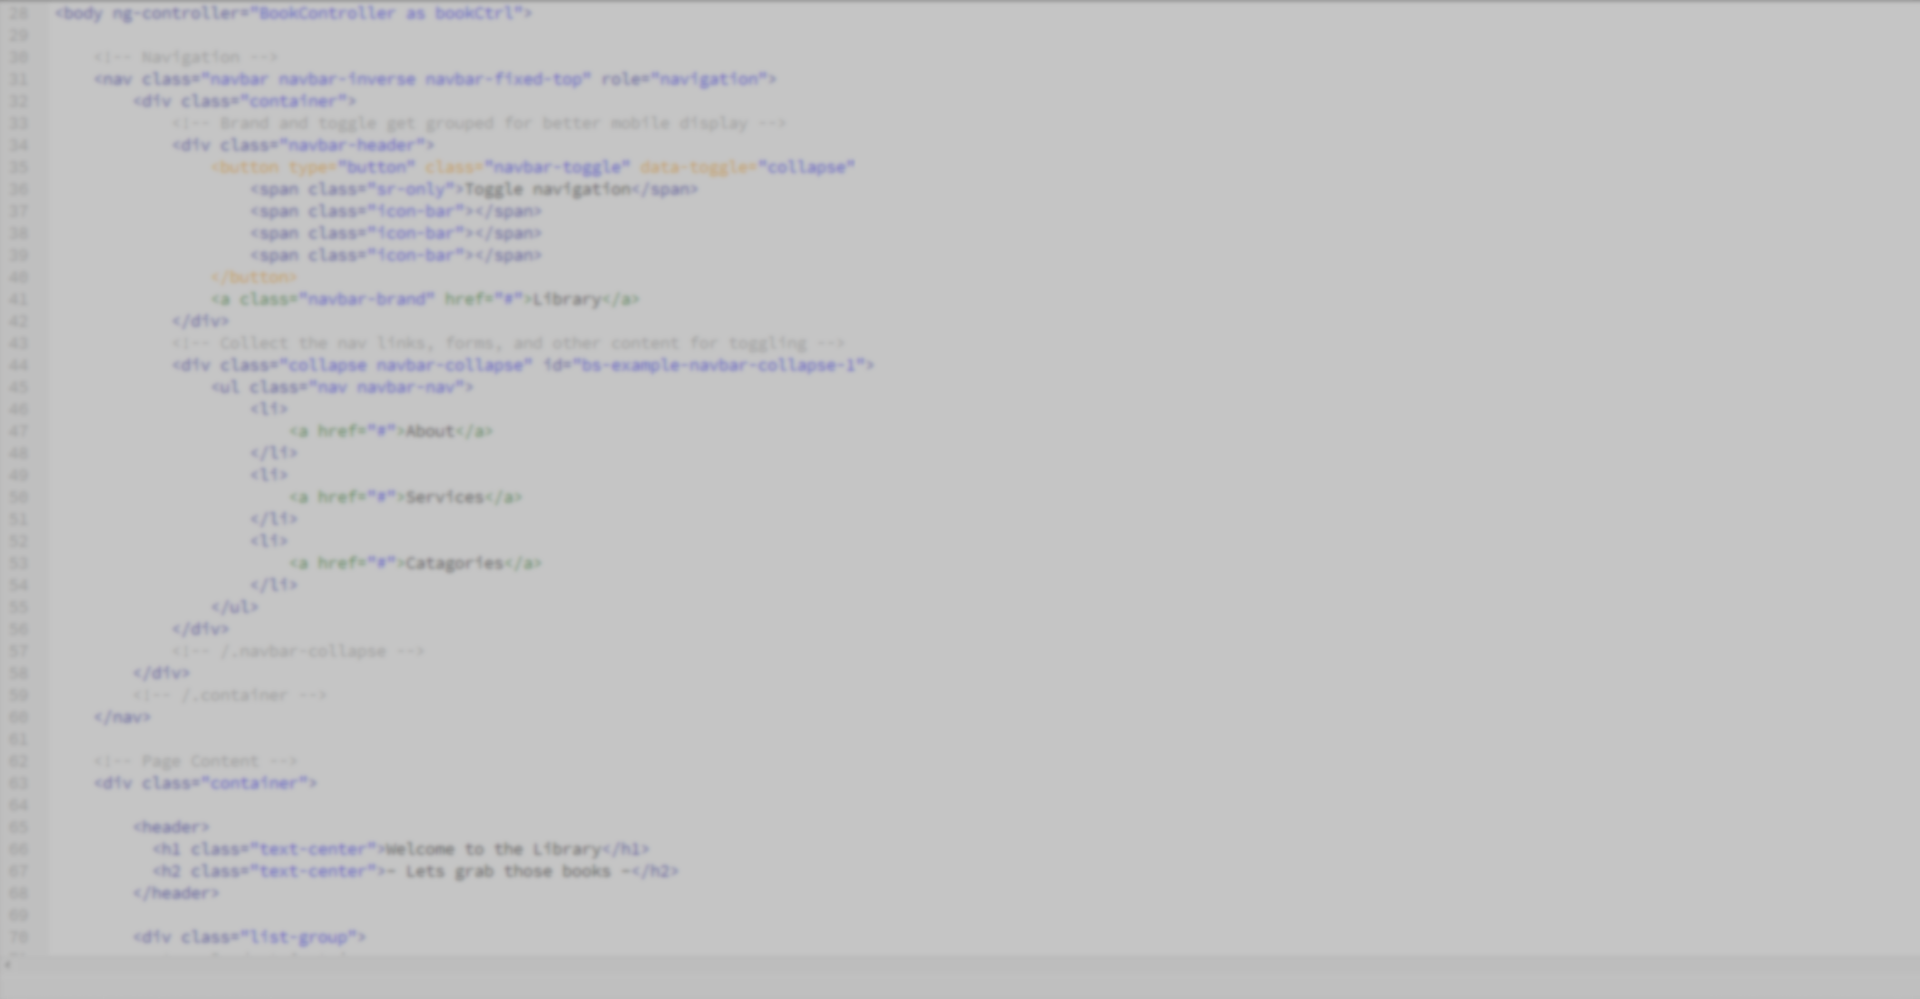 28 <body ng-controller="BookController as bookCtrl">
29
30 <!-- Navigation -->
31 <nav class="navbar navbar-inverse navbar-fixed-top" role="navigation">
32 <div class="container">
33 <!-- Brand and toggle get grouped for better mobile display -->
34 <div class="navbar-header">
35 <button type="button" class="navbar-toggle" data-toggle="collapse"
36 <span class="sr-only">Toggle navigation</span>
37 <span class="icon-bar"></span>
38 <span class="icon-bar"></span>
39 <span class="icon-bar"></span>
40 </button>
41 <a class="navbar-brand" href="#">Library</a>
42 </div>
43 <!-- Collect the nav links, forms, and other content for toggling -->
44 <div class="collapse navbar-collapse" id="bs-example-navbar-collapse-1">
45 <ul class="nav navbar-nav">
46 <li>
47 <a href="#">About</a>
48 </li>
49 <li>
50 <a href="#">Services</a>
51 </li>
52 <li>
53 <a href="#">Catagories</a>
54 </li>
55 </ul>
56 </div>
57 <!-- /.navbar-collapse -->
58 </div>
59 <!-- /.container -->
60 </nav>
61
62 <!-- Page Content -->
63 <div class="container">
64
65 <header>
66 <h1 class="text-center">Welcome to the Library</h1>
67 <h2 class="text-center">- Lets grab those books -</h2>
68 </header>
69
70 <div class="list-group">